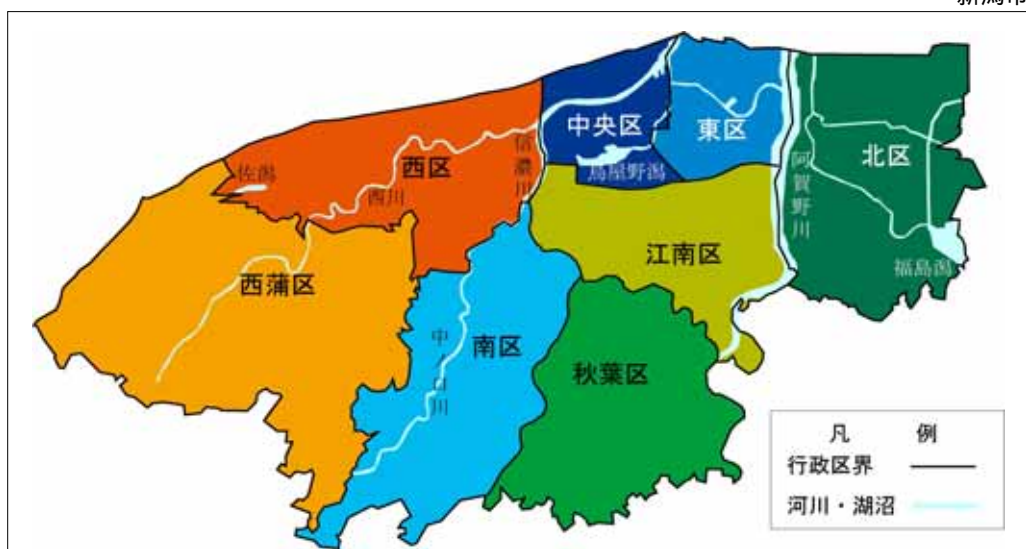 新潟市
中央区
東区
北区
西区
佐潟
西川
信濃川
鳥屋野潟
阿賀野川
福島潟
江南区
西蒲区
南区
中ノ口川
秋葉区
凡 例
行政区界
河川・湖沼